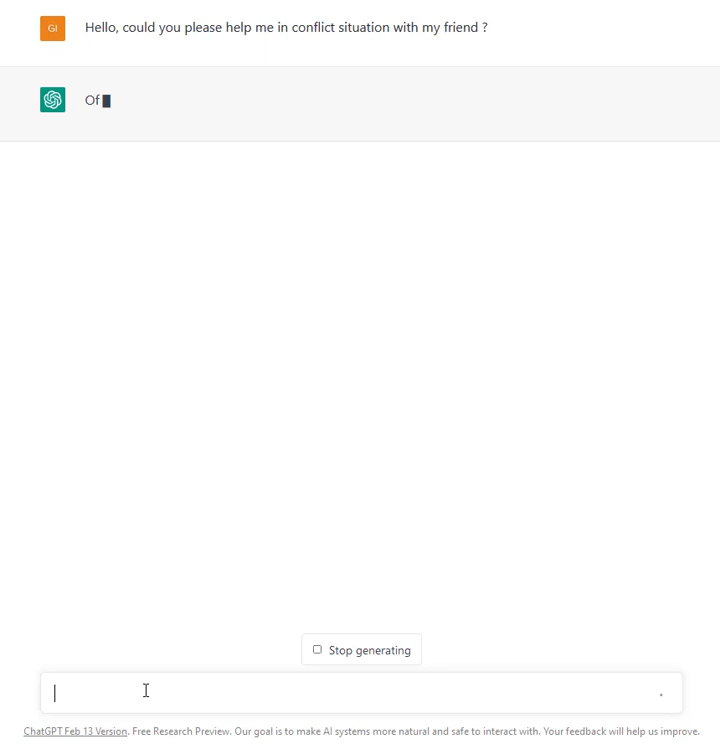 GI
Hello, could you please help me in conflict situation with my friend ?
Of
Stop generating
ChatGPT Feb 13 Version. Free Research Preview. Our goal is to make AI systems more natural and safe to interact with. Your feedback will help us improve.